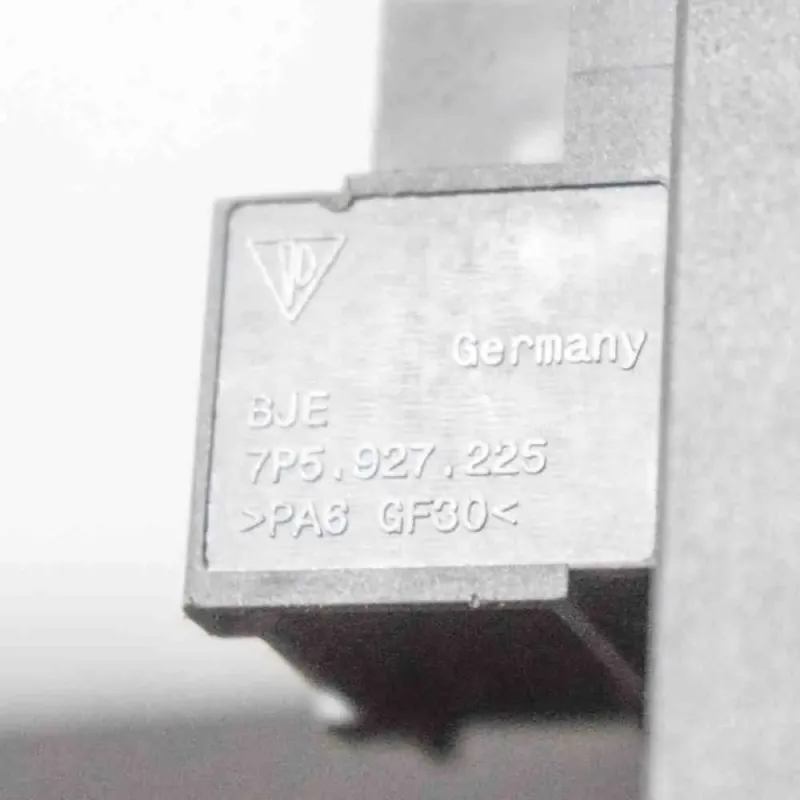 Germany
BJE
7P5.927.225
>PA6 GF30<